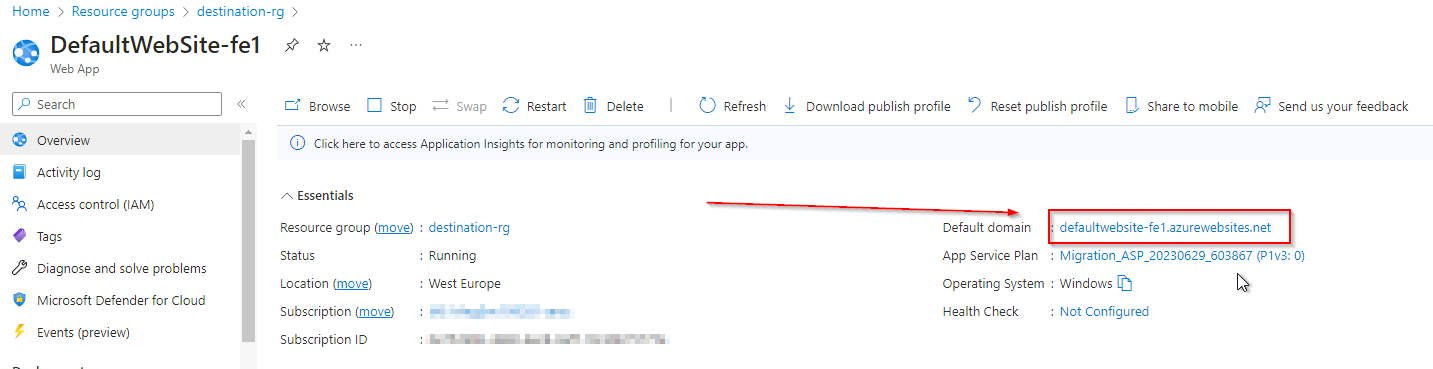 Home > Resource groups > destination-rg >
DefaultWebSite-fe1 ...
Web App
Search «
Browse Stop Swap Restart Delete | Refresh Download publish profile Reset publish profile Share to mobile Send us your feedback
Overview
Activity log
Access control (IAM)
Tags
Diagnose and solve problems
Microsoft Defender for Cloud
Events (preview)
Click here to access Application Insights for monitoring and profiling for your app.
Essentials
Resource group (move) : destination-rg
Status : Running
Location (move) : West Europe
Subscription (move) :
Subscription ID :
Default domain : defaultwebsite-fe1.azurewebsites.net
App Service Plan : Migration_ASP_20230629_603867 (P1v3: 0)
Operating System : Windows
Health Check : Not Configured